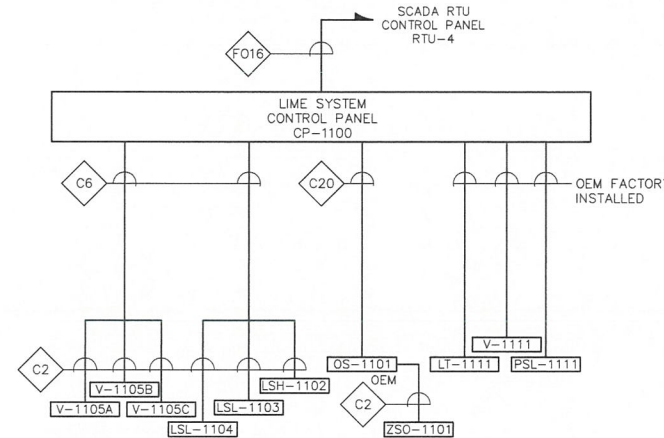 SCADA RTU
CONTROL PANEL
RTU-4
FO16
LIME SYSTEM
CONTROL PANEL
CP-1100
C6
C20
OEM FACTOR
INSTALLED
C2
V-1105A
V-1105B
V-1105C
LSL-1104
LSL-1103
LSH-1102
OS-1101
OEM
C2
ZSO-1101
LT-1111
V-1111
PSL-1111